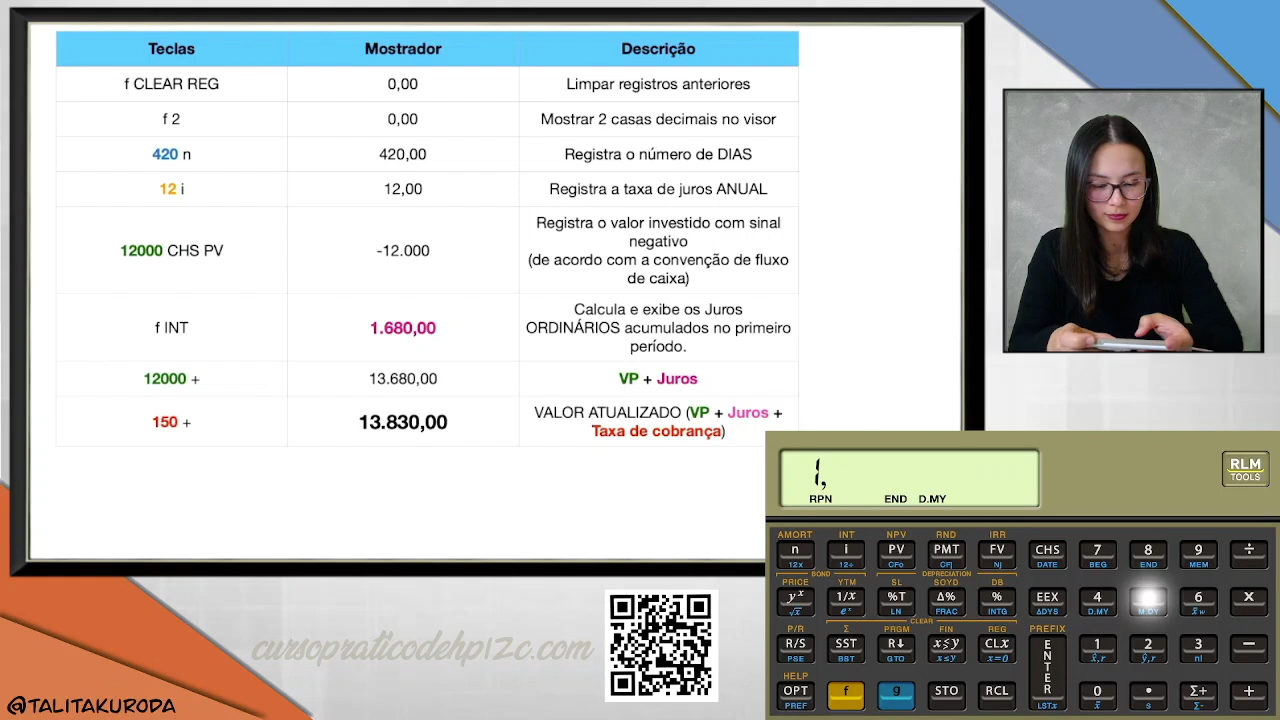 Teclas Mostrador Descrição
f CLEAR REG 0,00 Limpar registros anteriores
f 2 0,00 Mostrar 2 casas decimais no visor
420 n 420,00 Registra o número de DIAS
12 i 12,00 Registra a taxa de juros ANUAL
Registra o valor investido com sinal
negativo
12000 CHS PV -12.000
(de acordo com a convenção de fluxo
de caixa)
Calcula e exibe os Juros
f INT 1.680,00 ORDINÁRIOS acumulados no primeiro
período.
12000 + 13.680,00 VP + Juros
150 + 13.830,00 VALOR ATUALIZADO (VP + Juros +
Taxa de cobrança)
1,
RPN END D.MY
RLM
TOOLS
AMORT INT NPV RND IRR
n i PV PMT FV CHS 7 8 9 ÷
12x 12÷ CFo CFj Nj DATE BEG END MEM
BOND DEPRECIATION
PRICE YTM SL SOYD DB
yˣ 1/x %T Δ% % EEX 4 6 X
√x eˣ LN FRAC INTG ΔDYS D.MY M.DY x̄w
CLEAR
P/R Σ PRGM FIN REG PREFIX
R/S SST R↓ x≤y CLx ENTER 1 2 3 −
PSE BST GTO x≤y x=0 x̂,r ŷ,r n!
HELP
OPT f g STO RCL 0 • Σ+ +
PREF LSTx x̄ s Σ-
cursopraticodehp12c.com
@TALITAKURODA